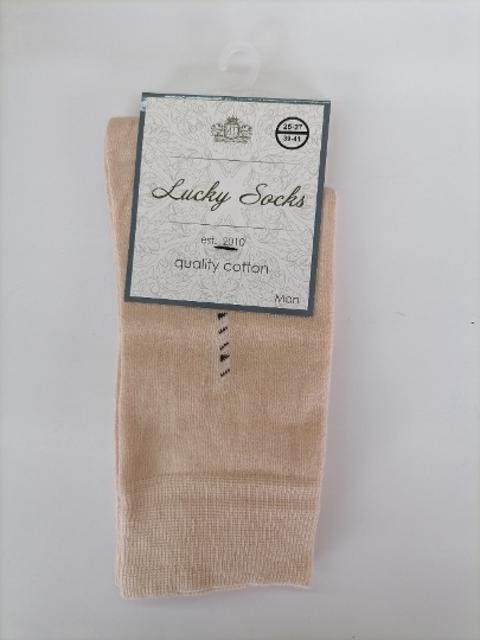 25-27
39-41
Lucky Socks
est. 2010
quality cotton
Man